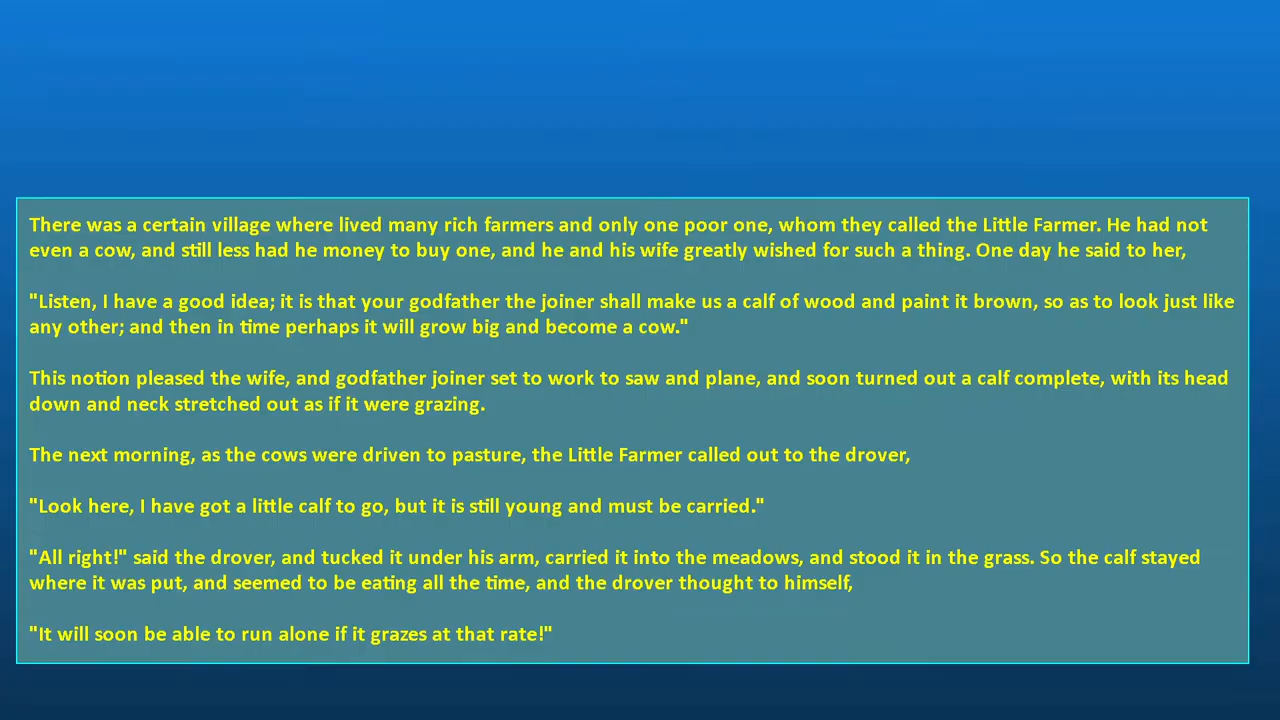 There was a certain village where lived many rich farmers and only one poor one, whom they called the Little Farmer. He had not
even a cow, and still less had he money to buy one, and he and his wife greatly wished for such a thing. One day he said to her,
"Listen, I have a good idea; it is that your godfather the joiner shall make us a calf of wood and paint it brown, so as to look just like
any other; and then in time perhaps it will grow big and become a cow."
This notion pleased the wife, and godfather joiner set to work to saw and plane, and soon turned out a calf complete, with its head
down and neck stretched out as if it were grazing.
The next morning, as the cows were driven to pasture, the Little Farmer called out to the drover,
"Look here, I have got a little calf to go, but it is still young and must be carried."
"All right!" said the drover, and tucked it under his arm, carried it into the meadows, and stood it in the grass. So the calf stayed
where it was put, and seemed to be eating all the time, and the drover thought to himself,
"It will soon be able to run alone if it grazes at that rate!"